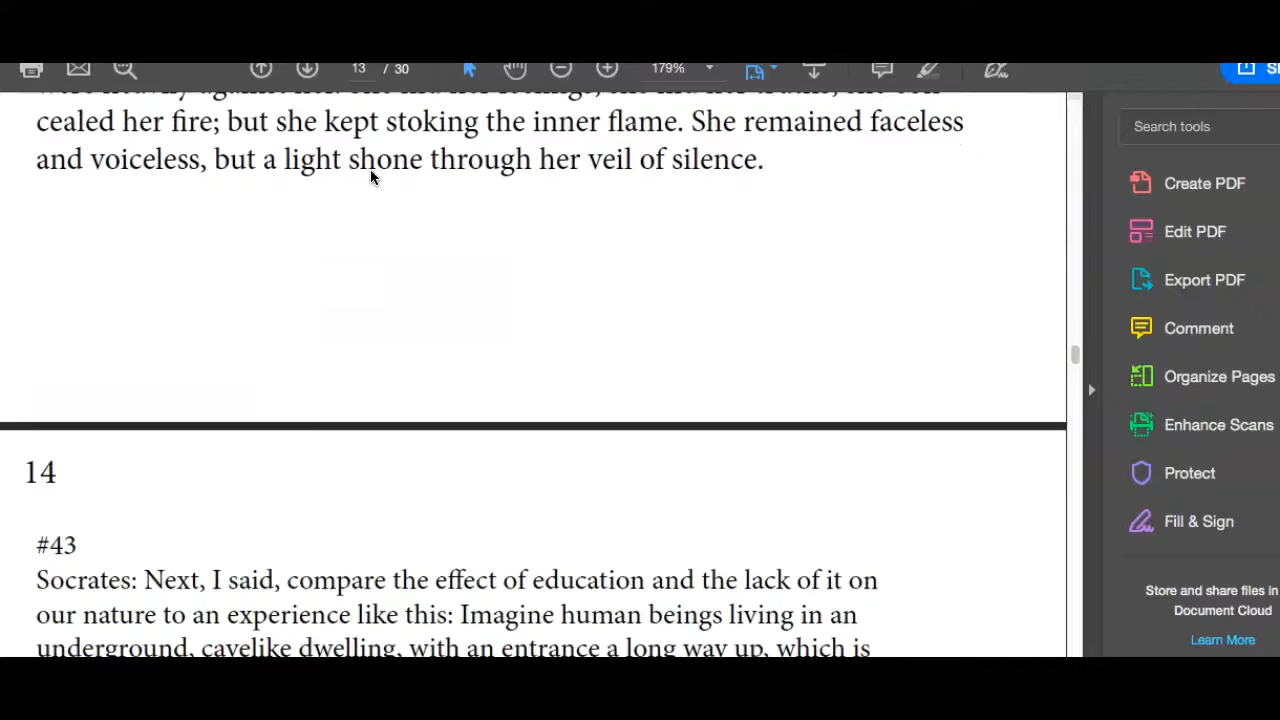 13 / 30
179%
cealed her fire; but she kept stoking the inner flame. She remained faceless
and voiceless, but a light shone through her veil of silence.
14
#43
Socrates: Next, I said, compare the effect of education and the lack of it on
our nature to an experience like this: Imagine human beings living in an
underground, cavelike dwelling, with an entrance a long way up, which is
Search tools
Create PDF
Edit PDF
Export PDF
Comment
Organize Pages
Enhance Scans
Protect
Fill & Sign
Store and share files in
Document Cloud
Learn More